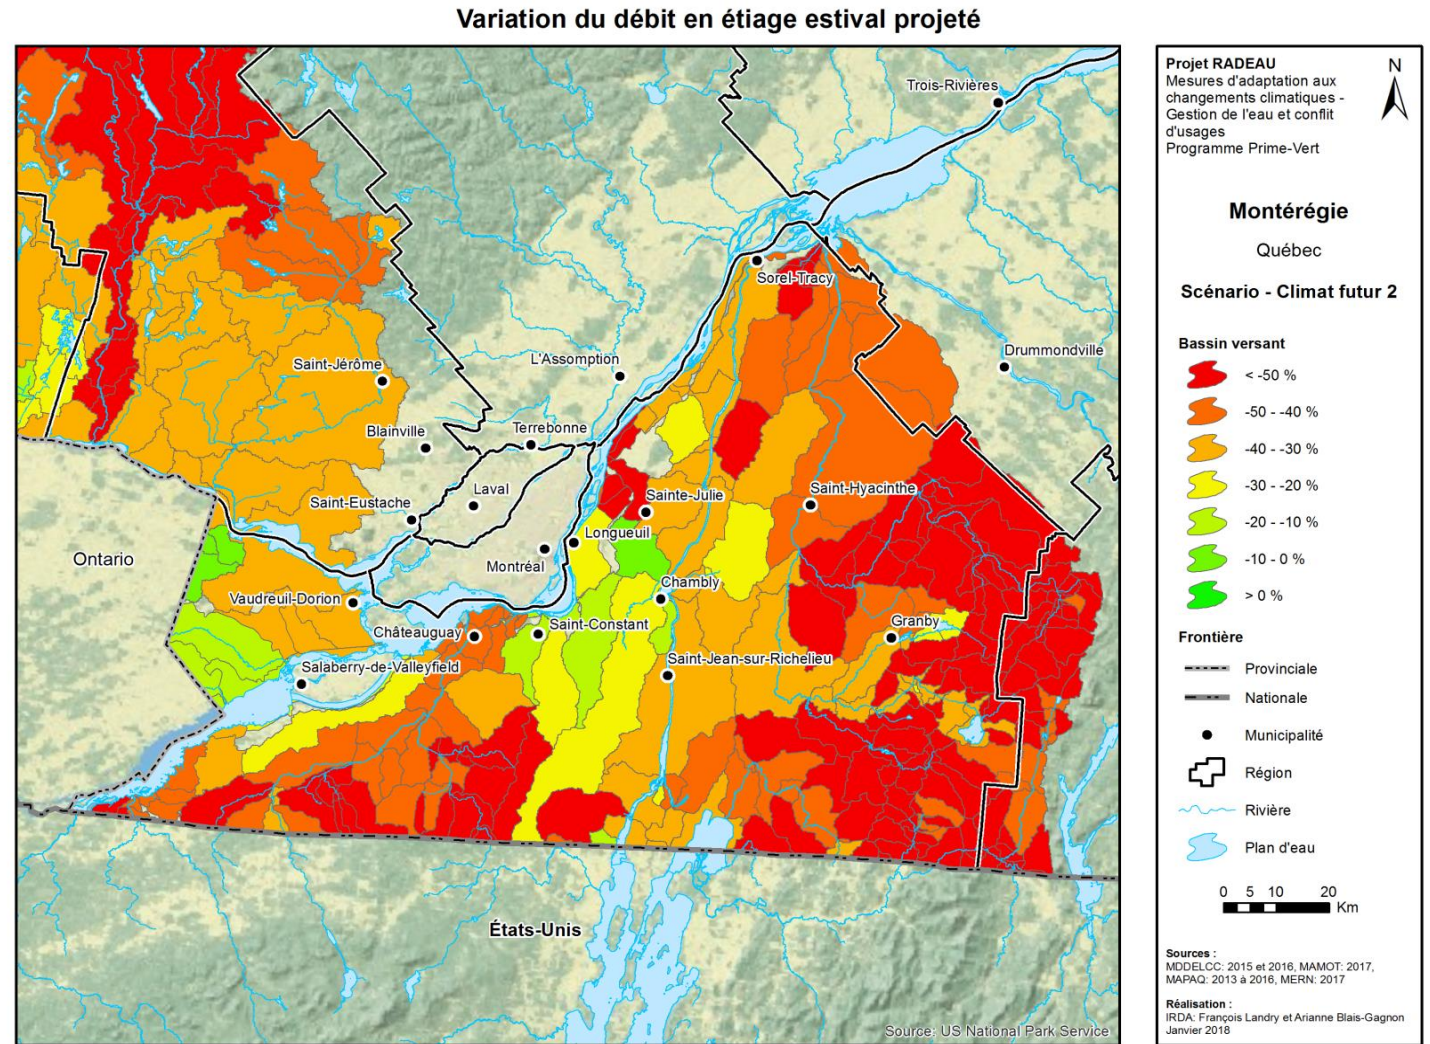 Variation du débit en étiage estival projeté
Trois-Rivières
Sorel-Tracy
Drummondville
L'Assomption
Saint-Jérôme
Blainville
Terrebonne
Saint-Eustache
Laval
Sainte-Julie
Saint-Hyacinthe
Longueuil
Montréal
Ontario
Chambly
Vaudreuil-Dorion
Châteauguay
Saint-Constant
Granby
Salaberry-de-Valleyfield
Saint-Jean-sur-Richelieu
États-Unis
Source: US National Park Service
Projet RADEAU
Mesures d'adaptation aux
changements climatiques -
Gestion de l'eau et conflit
d'usages
Programme Prime-Vert
N
Montérégie
Québec
Scénario - Climat futur 2
Bassin versant
< -50 %
-50 - -40 %
-40 - -30 %
-30 - -20 %
-20 - -10 %
-10 - 0 %
> 0 %
Frontière
Provinciale
Nationale
Municipalité
Région
Rivière
Plan d'eau
0 5 10 20
Km
Sources :
MDDELCC: 2015 et 2016, MAMOT: 2017,
MAPAQ: 2013 à 2016, MERN: 2017
Réalisation :
IRDA: François Landry et Arianne Blais-Gagnon
Janvier 2018